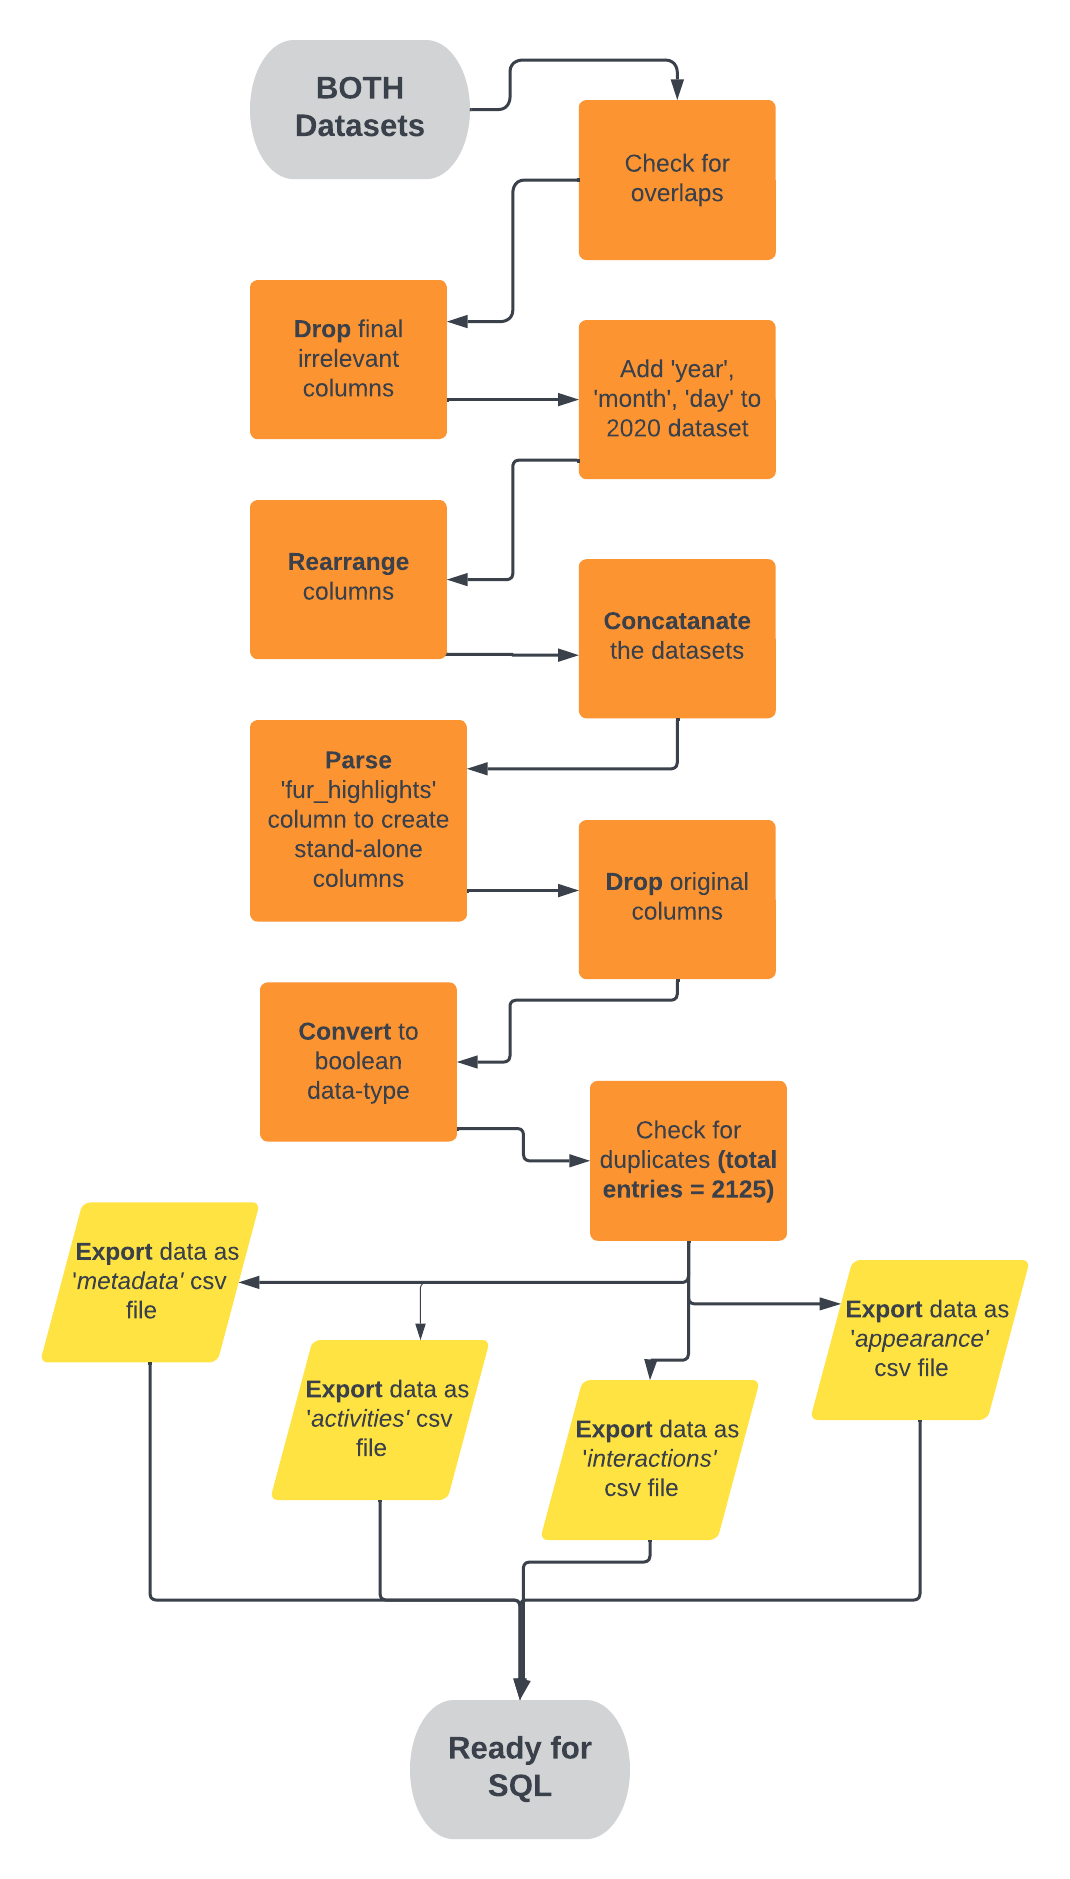 BOTH
Datasets
Check for
overlaps
Drop final
irrelevant
columns
Add 'year',
'month', 'day' to
2020 dataset
Rearrange
columns
Concatanate
the datasets
Parse
'fur_highlights'
column to create
stand-alone
columns
Drop original
columns
Convert to
boolean
data-type
Check for
duplicates (total
entries = 2125)
Export data as
'metadata' csv
file
Export data as
'activities' csv
file
Export data as
'interactions'
csv file
Export data as
'appearance'
csv file
Ready for
SQL